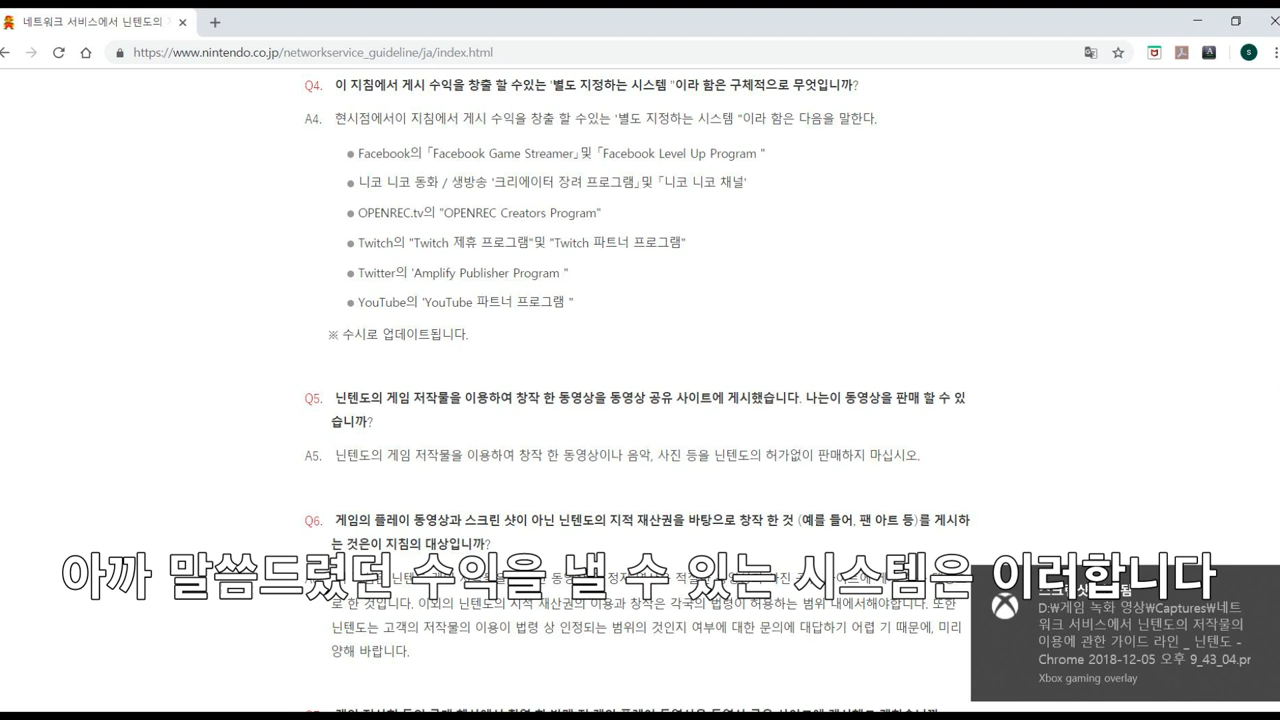 네트워크 서비스에서 닌텐도의
https://www.nintendo.co.jp/networkservice_guideline/ja/index.html
Q4. 이 지침에서 게시 수익을 창출 할 수있는 '별도 지정하는 시스템 "이라 함은 구체적으로 무엇입니까?
A4. 현시점에서이 지침에서 게시 수익을 창출 할 수있는 '별도 지정하는 시스템 "이라 함은 다음을 말한다.
● Facebook의 「Facebook Game Streamer」및 「Facebook Level Up Program "
● 니코 니코 동화 / 생방송 '크리에이터 장려 프로그램」및 「니코 니코 채널'
● OPENREC.tv의 "OPENREC Creators Program"
● Twitch의 "Twitch 제휴 프로그램"및 "Twitch 파트너 프로그램"
● Twitter의 'Amplify Publisher Program "
● YouTube의 'YouTube 파트너 프로그램 "
※ 수시로 업데이트됩니다.
Q5. 닌텐도의 게임 저작물을 이용하여 창작 한 동영상을 동영상 공유 사이트에 게시했습니다. 나는이 동영상을 판매 할 수 있
습니까?
A5. 닌텐도의 게임 저작물을 이용하여 창작 한 동영상이나 음악, 사진 등을 닌텐도의 허가없이 판매하지 마십시오.
Q6. 게임의 플레이 동영상과 스크린 샷이 아닌 닌텐도의 지적 재산권을 바탕으로 창작 한 것 (예를 들어, 팬 아트 등)를 게시하
는 것은이 지침의 대상입니까?
아까 말씀드렸던 수익을 낼 수 있는 시스템은 이러합니다
로 한 것입니다. 이외의 닌텐도의 지적 재산권의 이용과 창작은 각국의 법령이 허용하는 범위 내에서해야합니다. 또한
닌텐도는 고객의 저작물의 이용이 법령 상 인정되는 범위의 것인지 여부에 대한 문의에 대답하기 어렵 기 때문에, 미리
양해 바랍니다.
D:₩게임 녹화 영상₩Captures₩네트
워크 서비스에서 닌텐도의 저작물의
이용에 관한 가이드 라인 _ 닌텐도 -
Chrome 2018-12-05 오후 9_43_04.pr
Xbox gaming overlay